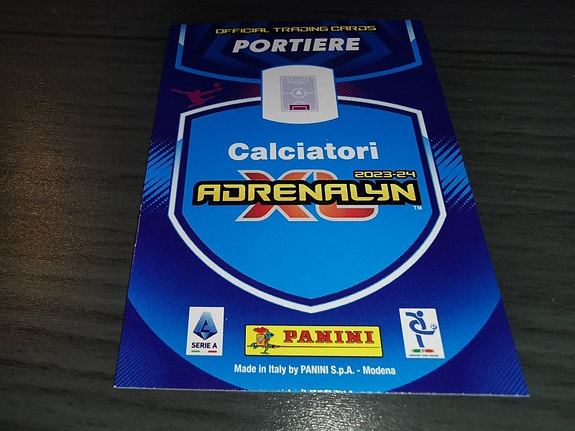 OFFICIAL TRADING CARDS
PORTIERE
Calciatori
2023-24
ADRENALYN
XL
TM
SERIE A
PANINI
Made in Italy by PANINI S.p.A. - Modena